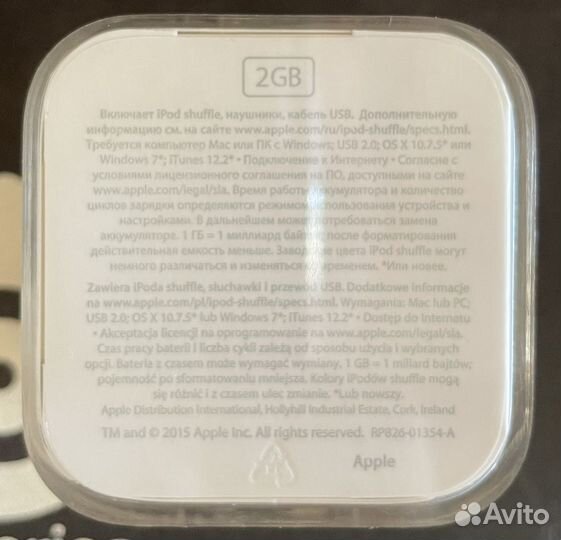 2GB
Включает iPod shuffle, наушники, кабель USB. Дополнительную
информацию см. на сайте www.apple.com/ru/ipod-shuffle/specs.html.
Требуется компьютер Mac или ПК с Windows; USB 2.0; OS X 10.7.5* или
Windows 7*; iTunes 12.2* • Подключение к Интернету • Согласие с
условиями лицензионного соглашения на ПО, доступными на сайте
www.apple.com/legal/sla. Время работы аккумулятора и количество
циклов зарядки определяются режимом использования устройства и
настройками. В дальнейшем может потребоваться замена
аккумулятора. 1 ГБ = 1 миллиард байтов; после форматирования
действительная емкость меньше. Заводские цвета iPod shuffle могут
немного различаться и изменяться со временем. *Или новее.
Zawiera iPoda shuffle, słuchawki i przewód USB. Dodatkowe informacje
na www.apple.com/pl/ipod-shuffle/specs.html. Wymagania: Mac lub PC;
USB 2.0; OS X 10.7.5* lub Windows 7*; iTunes 12.2* • Dostęp do Internatu
• Akceptacja licencji na oprogramowanie na www.apple.com/legal/sla.
Czas pracy baterii i liczba cykli zależą od sposobu użycia i wybranych
opcji. Bateria z czasem może wymagać wymiany. 1 GB = 1 miliard bajtów;
pojemność po sformatowaniu mniejsza. Kolory iPodów shuffle mogą
się różnić i z czasem ulec zmianie. *Lub nowszy.
Apple Distribution International, Hollyhill Industrial Estate, Cork, Ireland
TM and © 2015 Apple Inc. All rights reserved. RP826-01354-A
Apple
Avito